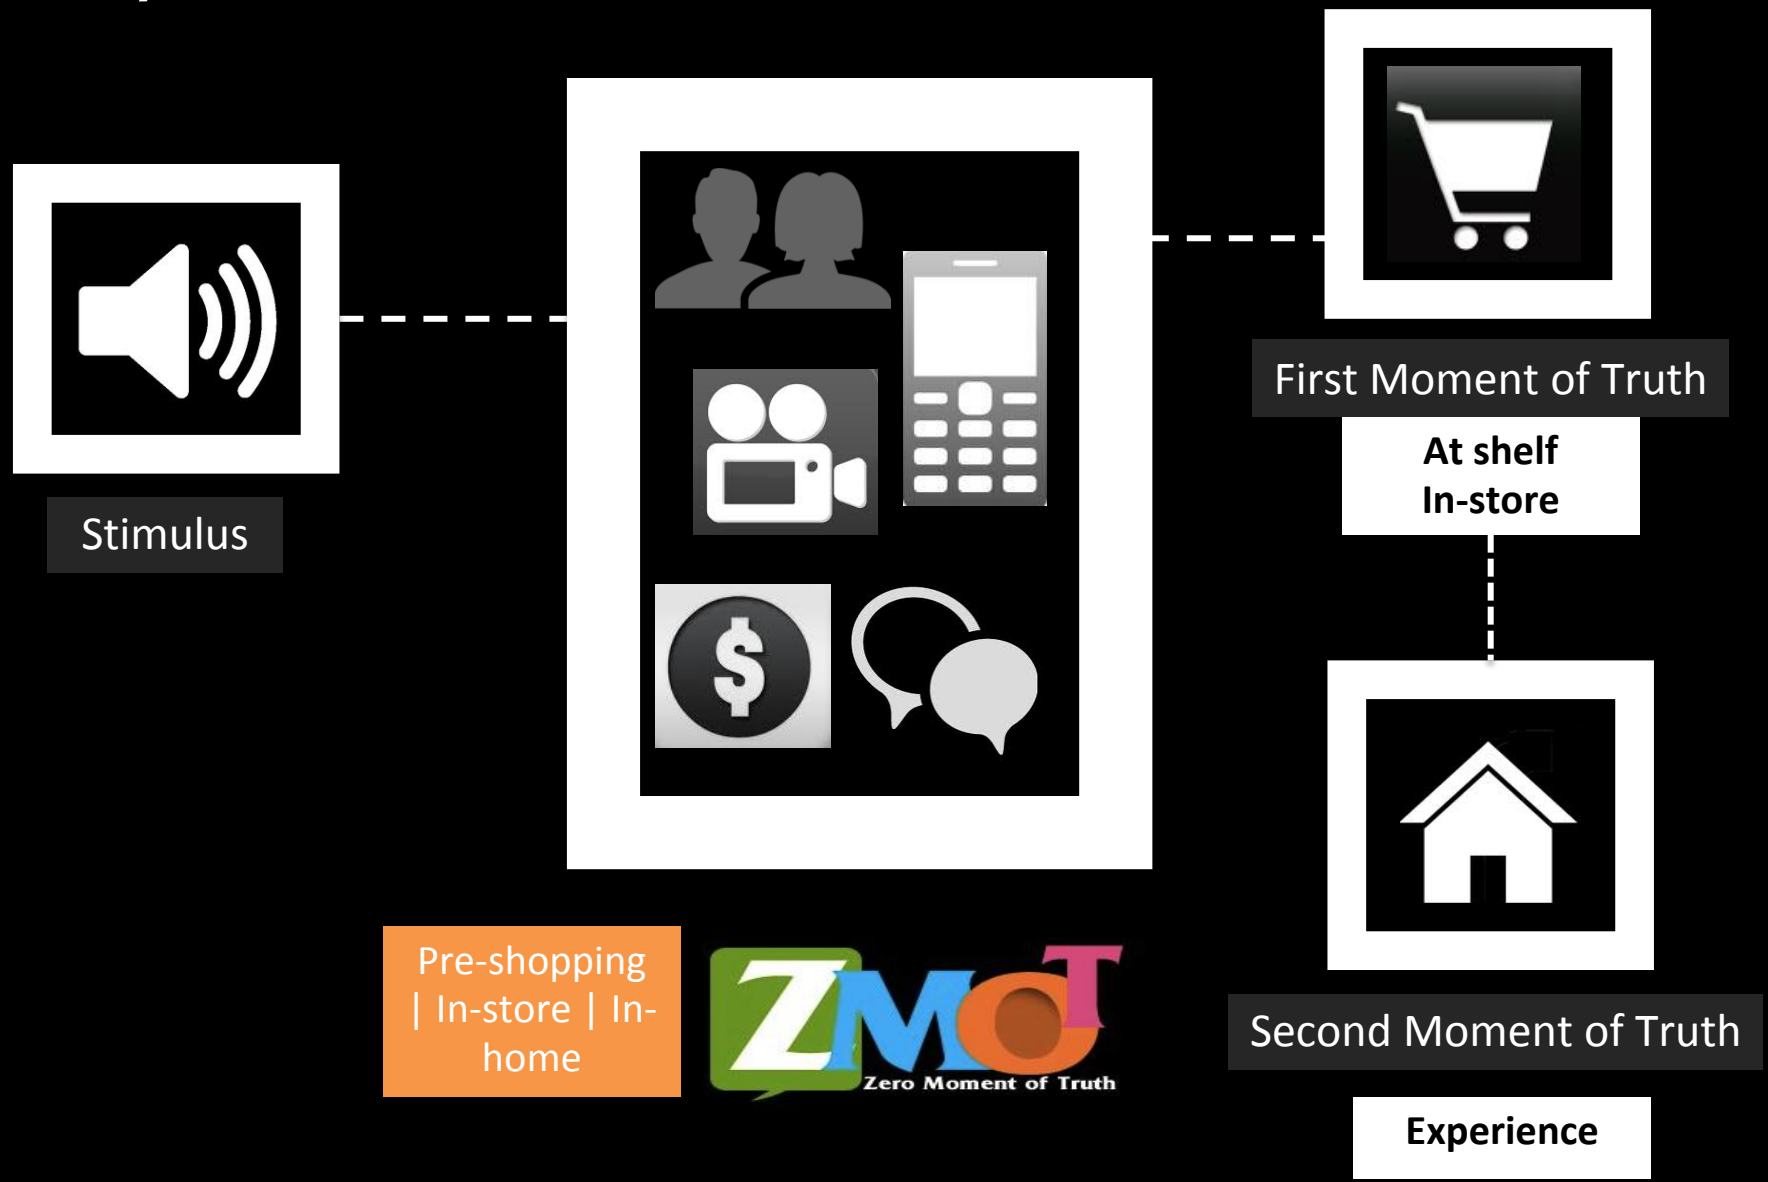 Stimulus
First Moment of Truth
At shelf
In-store
Pre-shopping
| In-store | In-
home
ZMOT
Zero Moment of Truth
Second Moment of Truth
Experience
$